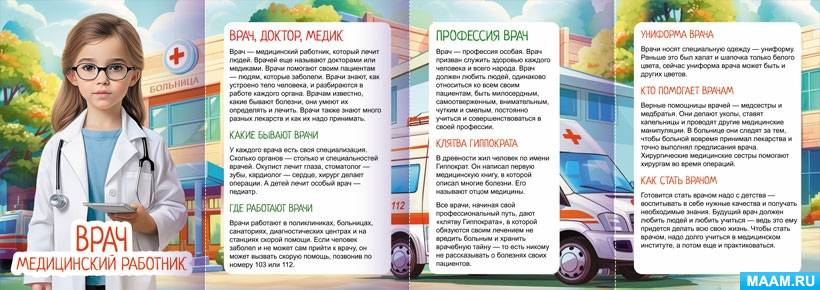 БОЛЬНИЦА
ВРАЧ
МЕДИЦИНСКИЙ РАБОТНИК
ВРАЧ, ДОКТОР, МЕДИК
Врач — медицинский работник, который лечит
людей. Врачей еще называют докторами или
медиками. Врачи помогают своим пациентам
— людям, которые заболели. Врачи знают, как
устроено тело человека, и разбираются в
работе каждого органа. Врачам известно,
какие бывают болезни, они умеют их
определять и лечить. Врачи также знают много
разных лекарств и как их надо принимать.
КАКИЕ БЫВАЮТ ВРАЧИ
У каждого врача есть своя специализация.
Сколько органов — столько и специальностей
врачей. Окулист лечит глаза, стоматолог —
зубы, кардиолог — сердце, хирург делает
операции. А детей лечит особый врач —
педиатр.
ГДЕ РАБОТАЮТ ВРАЧИ
Врачи работают в поликлиниках, больницах,
санаториях, диагностических центрах и на
станциях скорой помощи. Если человек
заболел и не может сам прийти к врачу, он
может вызвать скорую помощь, позвонив по
номеру 103 или 112.
112
ПРОФЕССИЯ ВРАЧ
Врач — профессия особая. Врач
призван служить здоровью каждого
человека и всего народа. Врач
должен любить людей, одинаково
относиться ко всем своим
пациентам, быть милосердным,
самоотверженным, внимательным,
чутким и смелым, постоянно
учиться и совершенствоваться в
своей профессии.
КЛЯТВА ГИППОКРАТА
В древности жил человек по имени
Гиппократ. Он написал первую
медицинскую книгу, в которой
описал многие болезни. Его
называют отцом медицины.
Все врачи, начиная свой
профессиональный путь, дают
«клятву Гиппократа», в которой
обязуются своим лечением не
вредить больным и хранить
врачебную тайну — то есть никому
не рассказывать о болезнях своих
пациентов.
УНИФОРМА ВРАЧА
Врачи носят специальную одежду — униформу.
Раньше это был халат и шапочка только белого
цвета, сейчас униформа врача может быть и
других цветов.
КТО ПОМОГАЕТ ВРАЧАМ
Верные помощницы врачей — медсестры и
медбратья. Они делают уколы, ставят
капельницы и проводят другие медицинские
манипуляции. В больнице они следят за тем,
чтобы больной вовремя принимал лекарства и
точно выполнял предписания врача.
Хирургические медицинские сестры помогают
хирургам во время операций.
КАК СТАТЬ ВРАЧОМ
Готовится стать врачом надо с детства —
воспитывать в себе нужные качества и получать
необходимые знания. Будущий врач должен
любить людей и любить учиться — ведь это ему
придется делать всю свою жизнь. Чтобы стать
врачом, надо долго учиться в медицинском
институте, а потом еще и практиковаться.
MAAM.RU